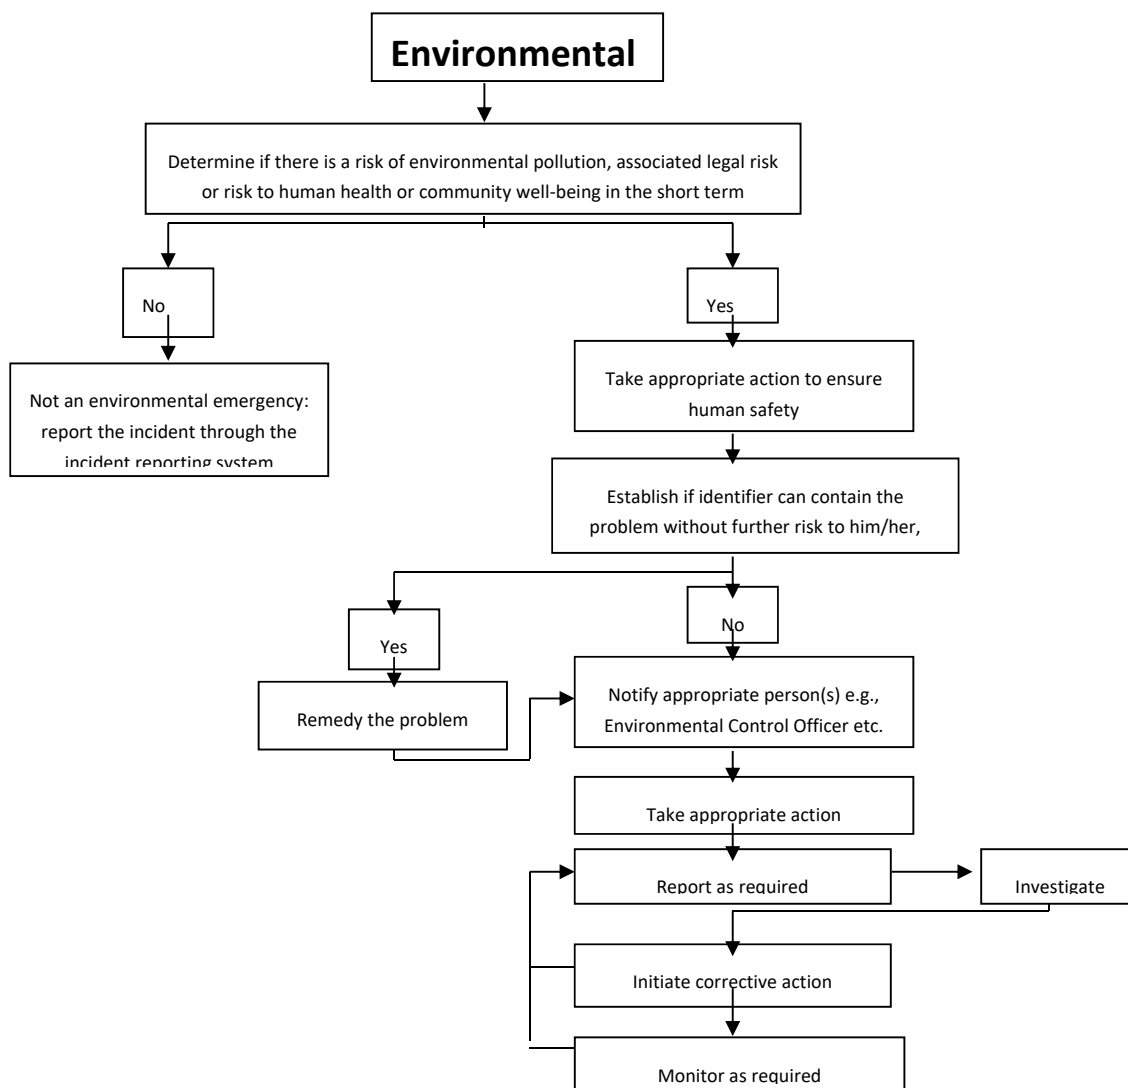 Environmental
Determine if there is a risk of environmental pollution, associated legal risk
or risk to human health or community well-being in the short term
No
Yes
Not an environmental emergency:
report the incident through the
incident reporting system
Take appropriate action to ensure
human safety
Establish if identifier can contain the
problem without further risk to him/her,
Yes
No
Remedy the problem
Notify appropriate person(s) e.g.,
Environmental Control Officer etc.
Take appropriate action
Report as required
Investigate
Initiate corrective action
Monitor as required